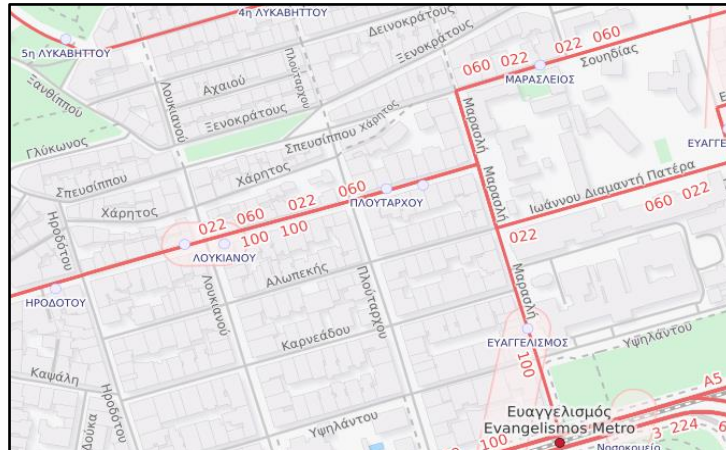 4η ΛΥΚΑΒΗΤΤΟΥ
5η ΛΥΚΑΒΗΤΤΟΥ
Δεινοκράτους
Ξενοκράτους
Πλουτάρχου
Λουκιανού
Ξανθίππου
Αχαιού
060 022 022 060
Σουηδίας
ΜΑΡΑΣΛΕΙΟΣ
Ξενοκράτους
Σπευσίππου
Χάρητος
Μαρασλή
Γλύκωνος
ΕΥΑΓΓΕ
Σπευσίππου
Χάρητος
Μαρασλή
Ιωάννου Διαμαντή Πατέρα
Χάρητος
022 060 022 060
ΠΛΟΥΤΑΡΧΟΥ
060 022
Ηροδότου
100 100
022
ΛΟΥΚΙΑΝΟΥ
Αλωπεκής
Πλουτάρχου
Μαρασλή
ΗΡΟΔΟΤΟΥ
Λουκιανού
Καρνεάδου
ΕΥΑΓΓΕΛΙΣΜΟΣ
Υψηλάντου
100
Καψάλη
Ηροδότου
Δούκα
Υψηλάντου
A5
Ευαγγελισμός
Evangelismos Metro
100
3 224 6
Νοσοκομείο